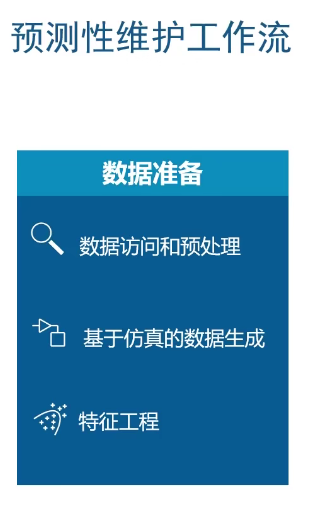 预测性维护工作流
数据准备
数据访问和预处理
基于仿真的数据生成
特征工程